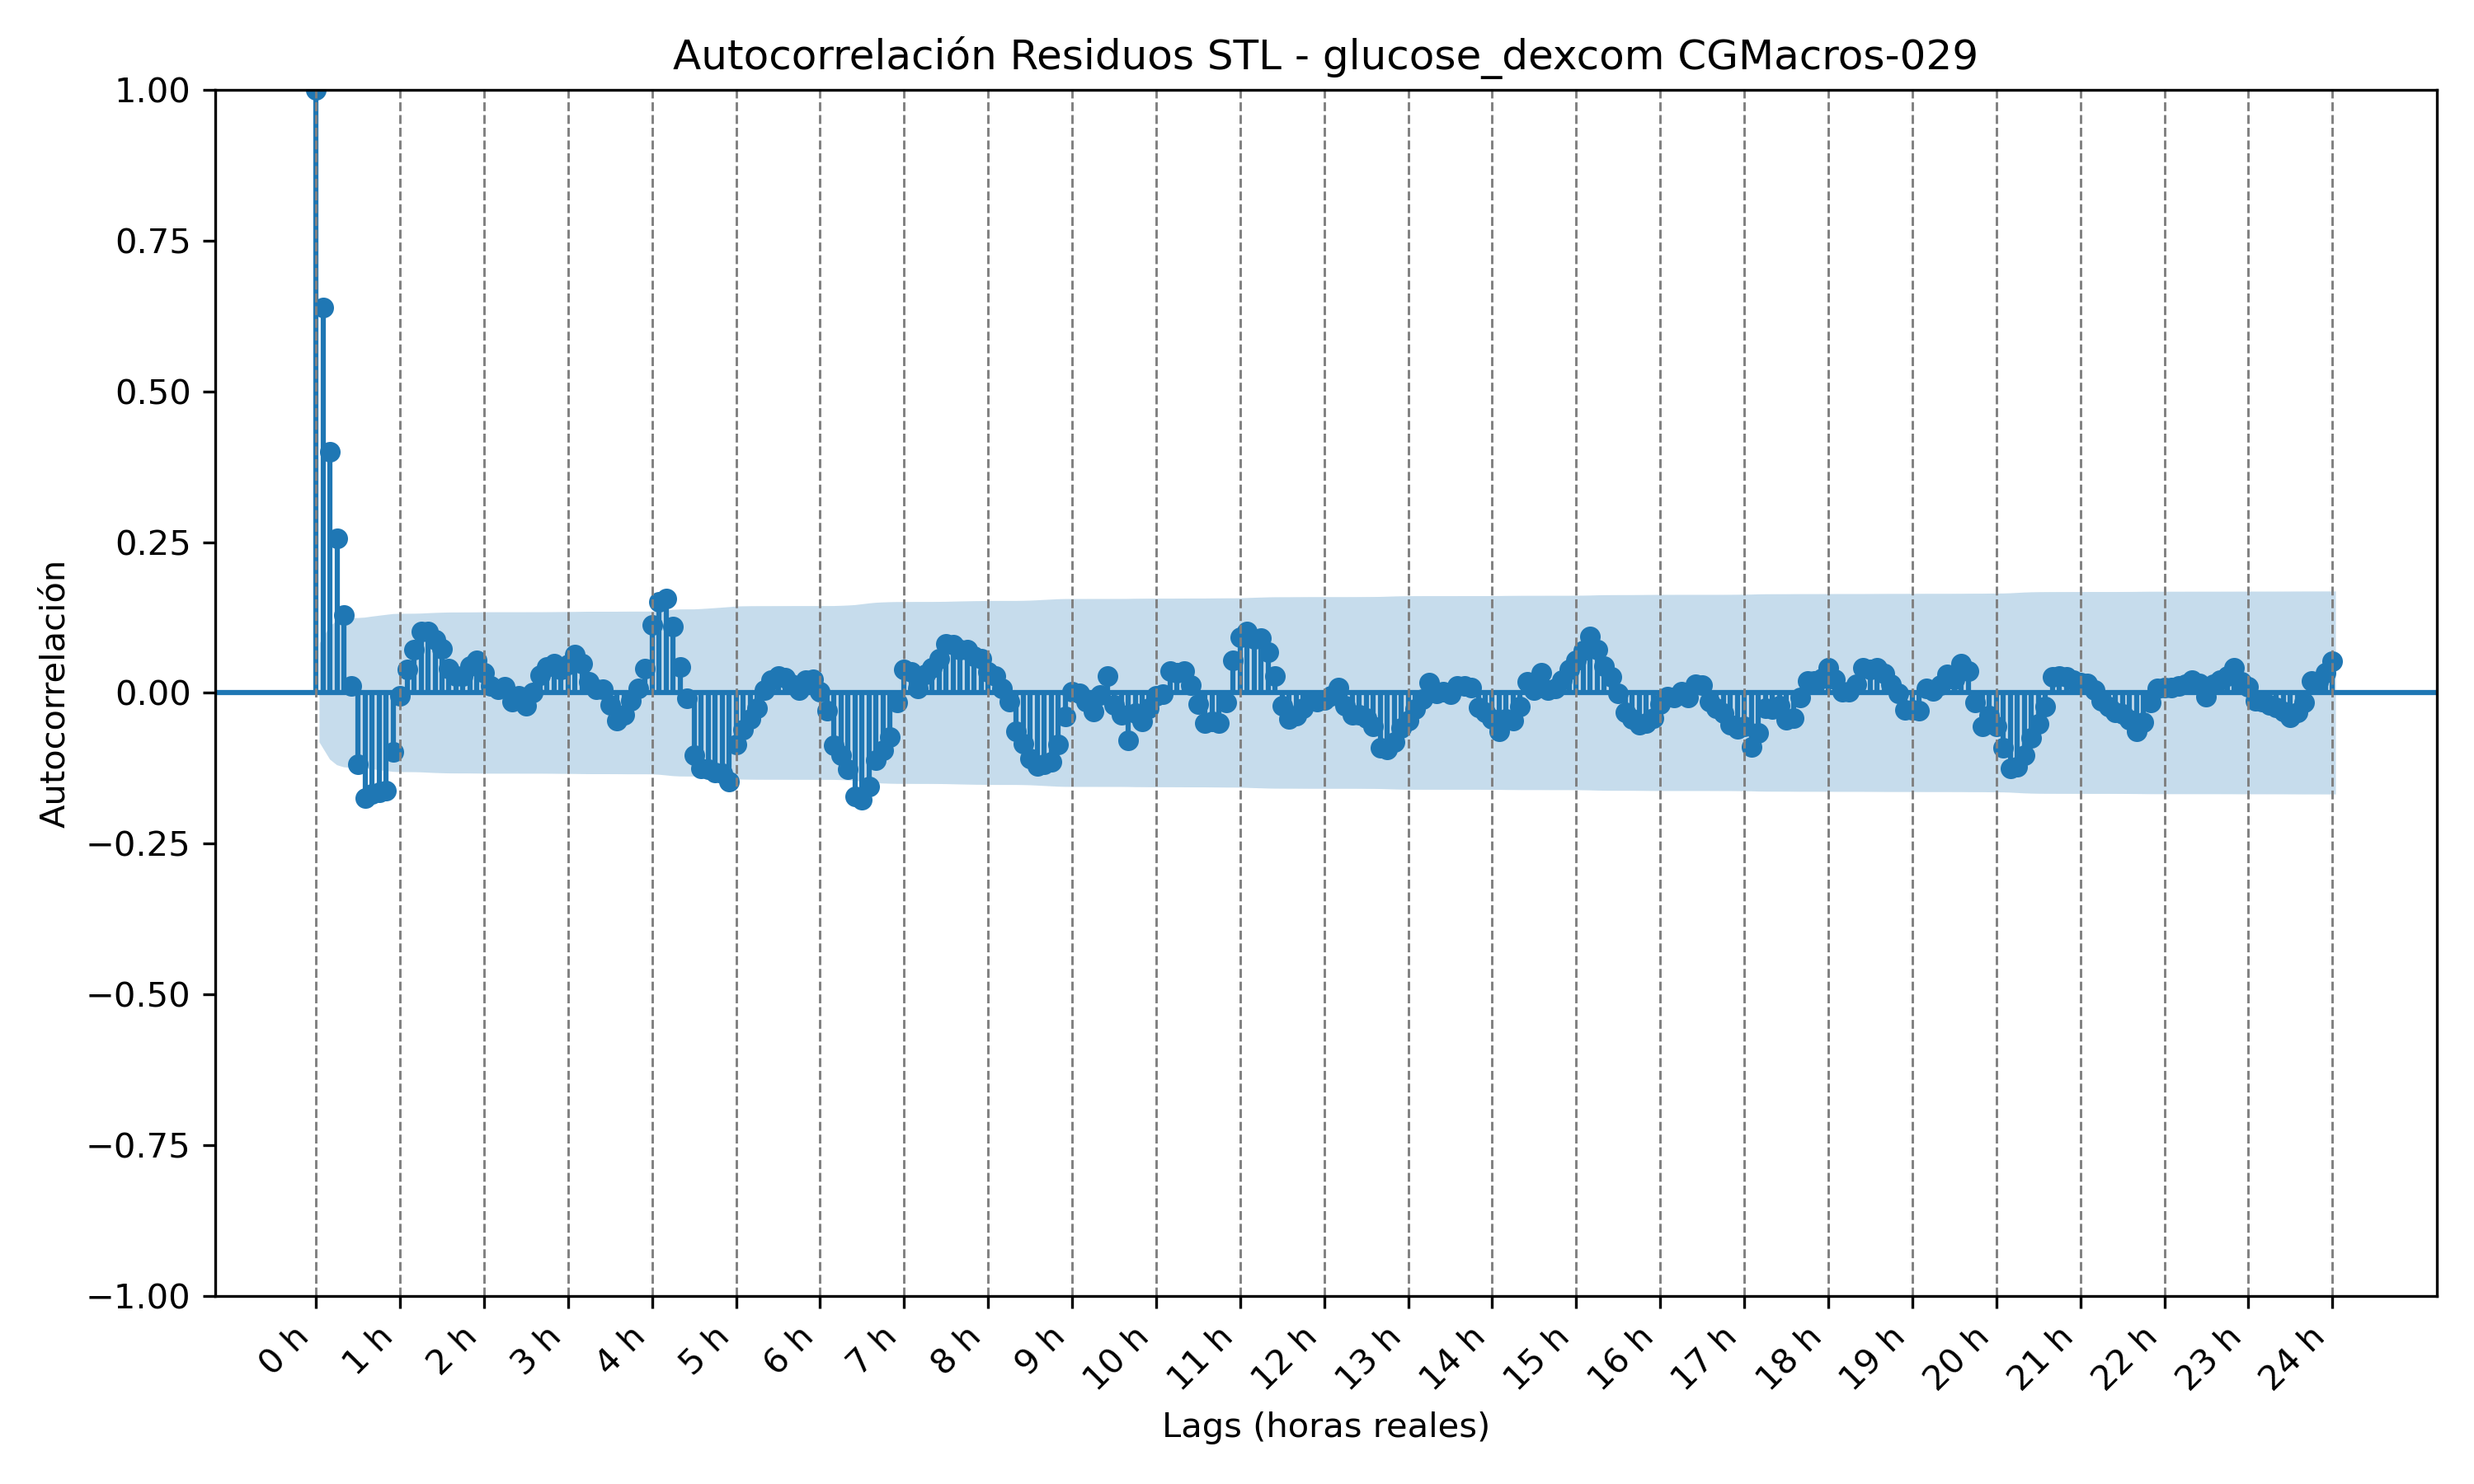 Autocorrelación Residuos STL - glucose_dexcom CGMacros-029
1.00
0.75
0.50
0.25
0.00
−0.25
−0.50
−0.75
−1.00
Autocorrelación
0 h
1 h
2 h
3 h
4 h
5 h
6 h
7 h
8 h
9 h
10 h
11 h
12 h
13 h
14 h
15 h
16 h
17 h
18 h
19 h
20 h
21 h
22 h
23 h
24 h
Lags (horas reales)